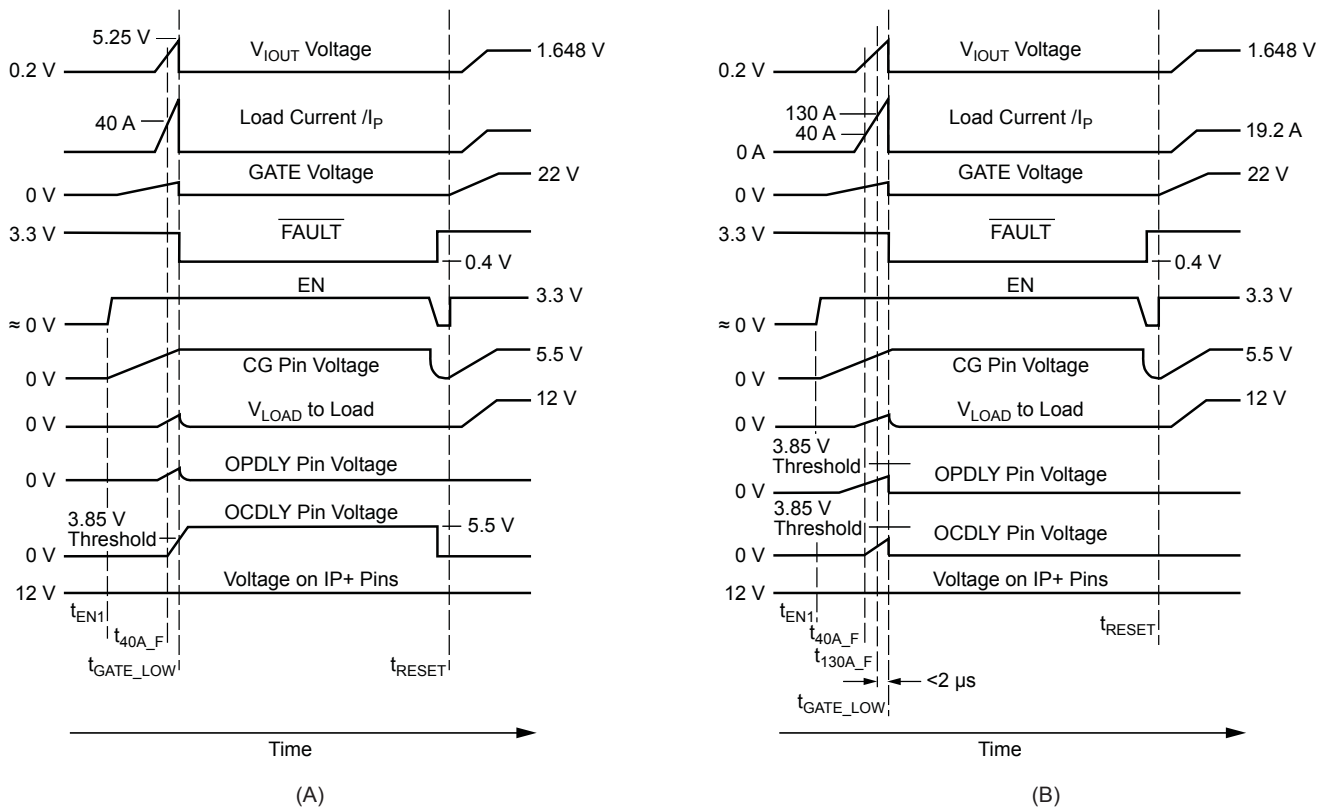 5.25 V
V_IOUT Voltage
1.648 V
0.2 V
40 A
Load Current /I_P
GATE Voltage
22 V
0 V
3.3 V
FAULT
0.4 V
EN
3.3 V
≈ 0 V
CG Pin Voltage
5.5 V
0 V
V_LOAD to Load
12 V
0 V
OPDLY Pin Voltage
0 V
OCDLY Pin Voltage
3.85 V
Threshold
5.5 V
0 V
Voltage on IP+ Pins
12 V
t_EN1
t_40A_F
t_GATE_LOW
t_RESET
Time
(A)
V_IOUT Voltage
1.648 V
0.2 V
130 A
40 A
Load Current /I_P
19.2 A
0 A
GATE Voltage
22 V
0 V
3.3 V
FAULT
0.4 V
EN
3.3 V
≈ 0 V
CG Pin Voltage
5.5 V
0 V
V_LOAD to Load
12 V
0 V
3.85 V
Threshold
OPDLY Pin Voltage
0 V
3.85 V
Threshold
OCDLY Pin Voltage
0 V
Voltage on IP+ Pins
12 V
t_EN1
t_40A_F
t_130A_F
t_RESET
<2 µs
t_GATE_LOW
Time
(B)